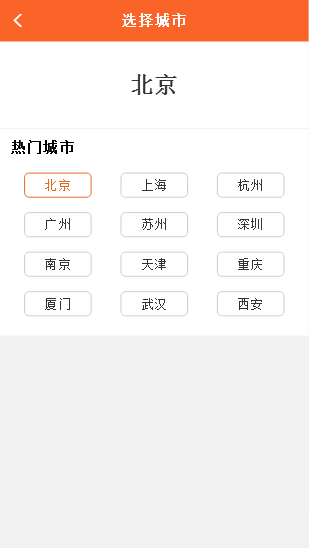 选择城市
北京
热门城市
北京 上海 杭州
广州 苏州 深圳
南京 天津 重庆
厦门 武汉 西安